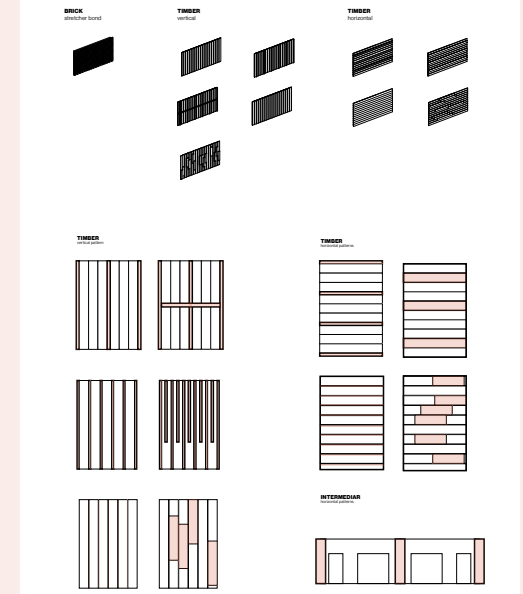 BRICK
stretcher bond
TIMBER
vertical
TIMBER
horizontal
TIMBER
vertical pattern
TIMBER
horizontal patterns
INTERMEDIAR
horizontal patterns